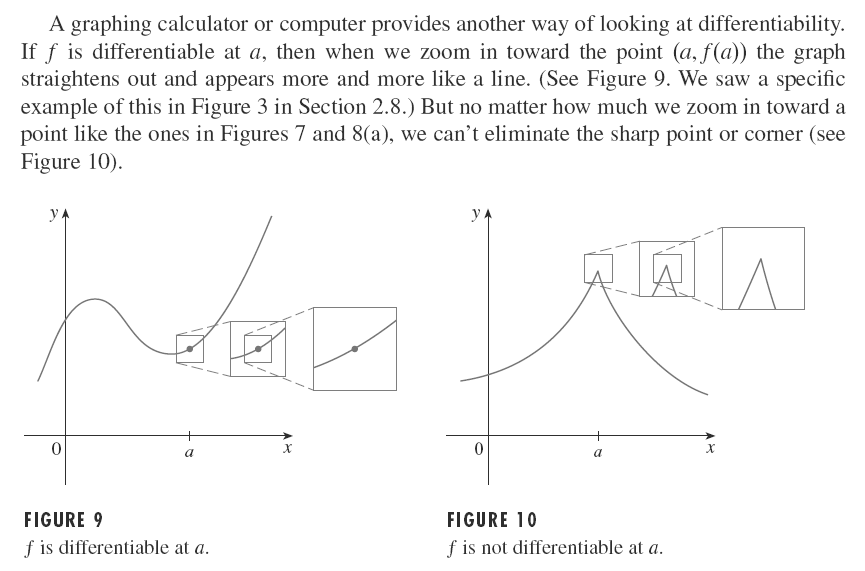 A graphing calculator or computer provides another way of looking at differentiability.
If f is differentiable at a, then when we zoom in toward the point (a, f(a)) the graph
straightens out and appears more and more like a line. (See Figure 9. We saw a specific
example of this in Figure 3 in Section 2.8.) But no matter how much we zoom in toward a
point like the ones in Figures 7 and 8(a), we can't eliminate the sharp point or corner (see
Figure 10).
y
0
a
x
y
0
a
x
FIGURE 9
f is differentiable at a.
FIGURE 10
f is not differentiable at a.